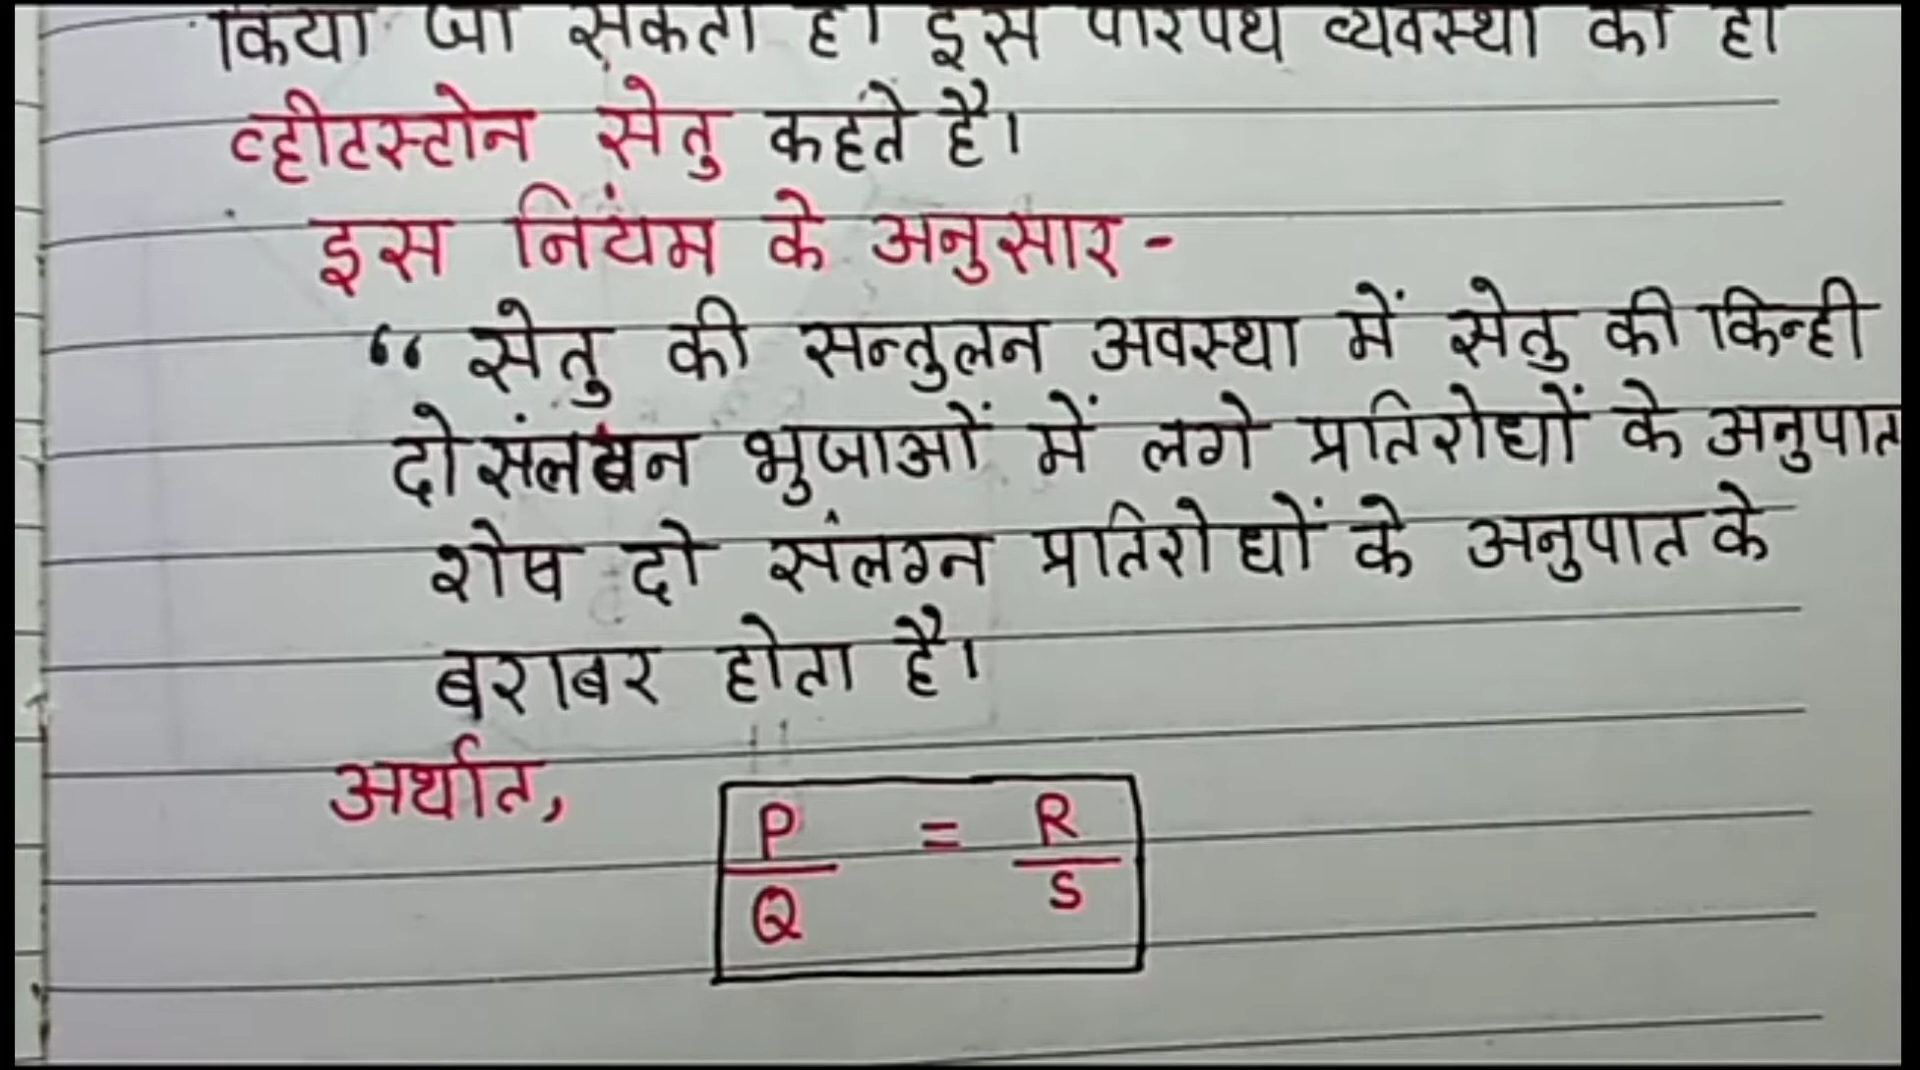 किया जा सकता है। इस परिपथ व्यवस्था को ही
व्हीटस्टोन सेतु कहते है।
इस नियंम के अनुसार -
“ सेतु की सन्तुलन अवस्था में सेतु की किन्ही
दो संलग्न भुजाओं में लगे प्रतिरोधों के अनुपात
शेष दो संलग्न प्रतिरोधों के अनुपात के
बराबर होता है।
अर्थात,
P/Q = R/S